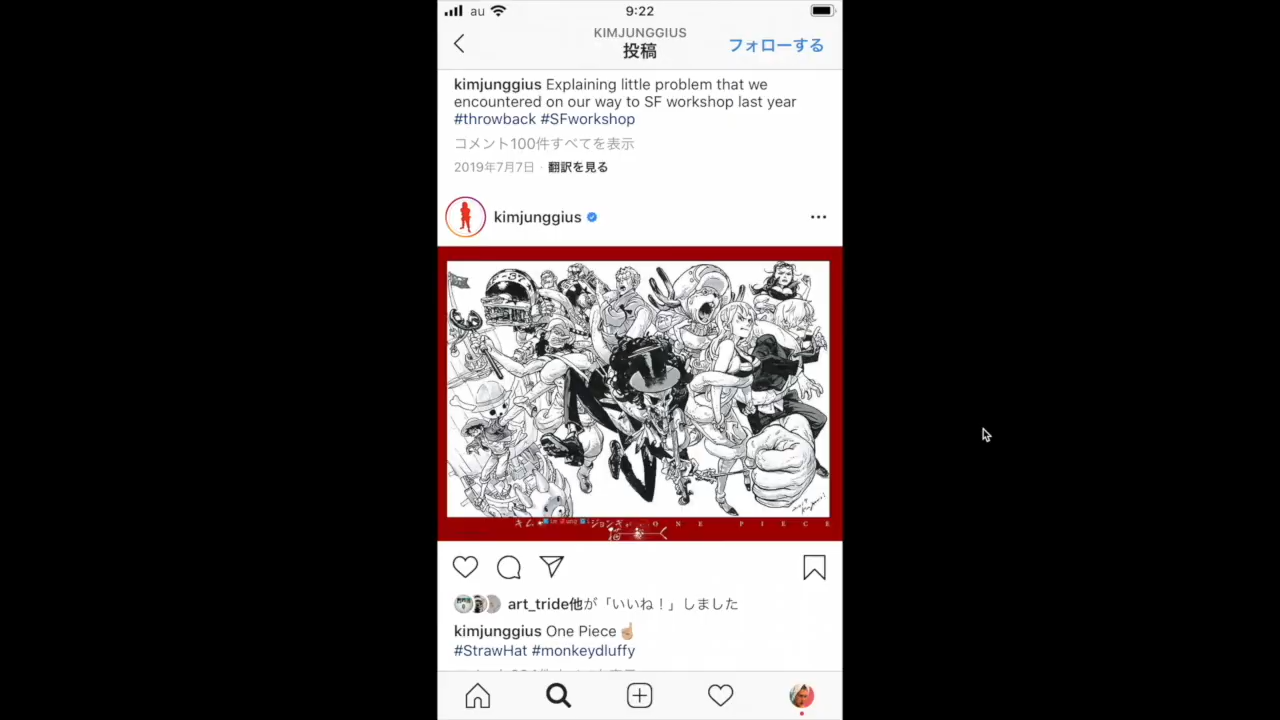 au
9:22
KIMJUNGGIUS
投稿
フォローする
kimjunggius Explaining little problem that we
encountered on our way to SF workshop last year
#throwback #SFworkshop
コメント100件すべてを表示
2019年7月7日 · 翻訳を見る
kimjunggius
ONE PIECE
art_tride他が「いいね！」しました
kimjunggius One Piece ☝🏼
#StrawHat #monkeydluffy